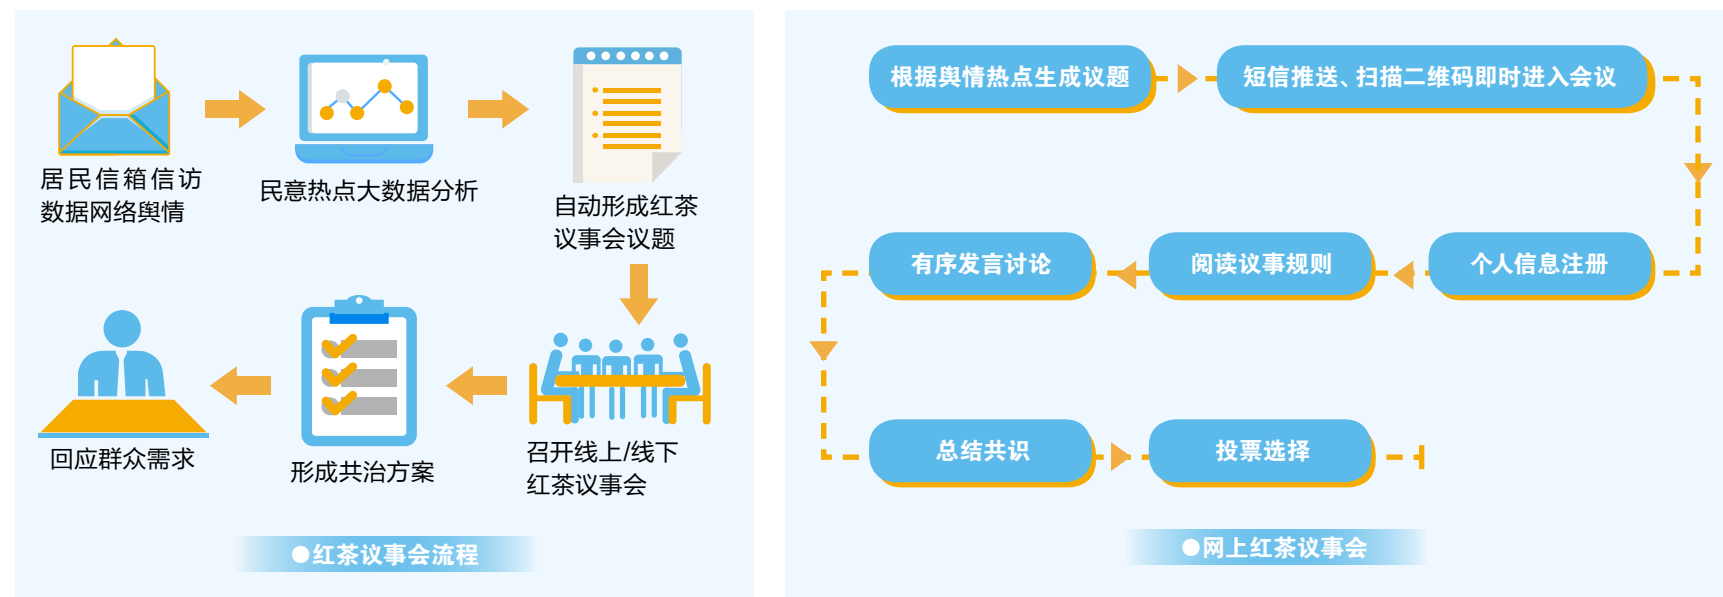 居民信箱信访
数据网络舆情
民意热点大数据分析
自动形成红茶
议事会议题
召开线上/线下
红茶议事会
形成共治方案
回应群众需求
●红茶议事会流程
根据舆情热点生成议题
短信推送、扫描二维码即时进入会议
个人信息注册
阅读议事规则
有序发言讨论
总结共识
投票选择
●网上红茶议事会